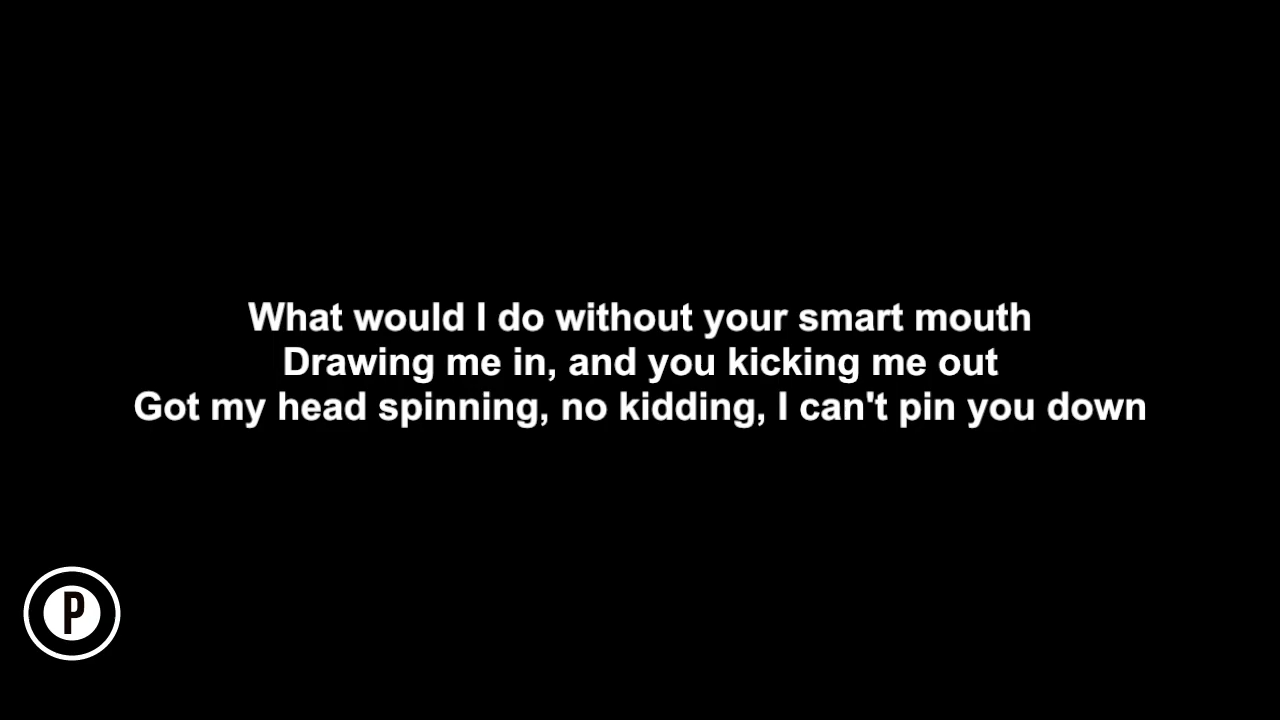 What would I do without your smart mouth
Drawing me in, and you kicking me out
Got my head spinning, no kidding, I can't pin you down
P